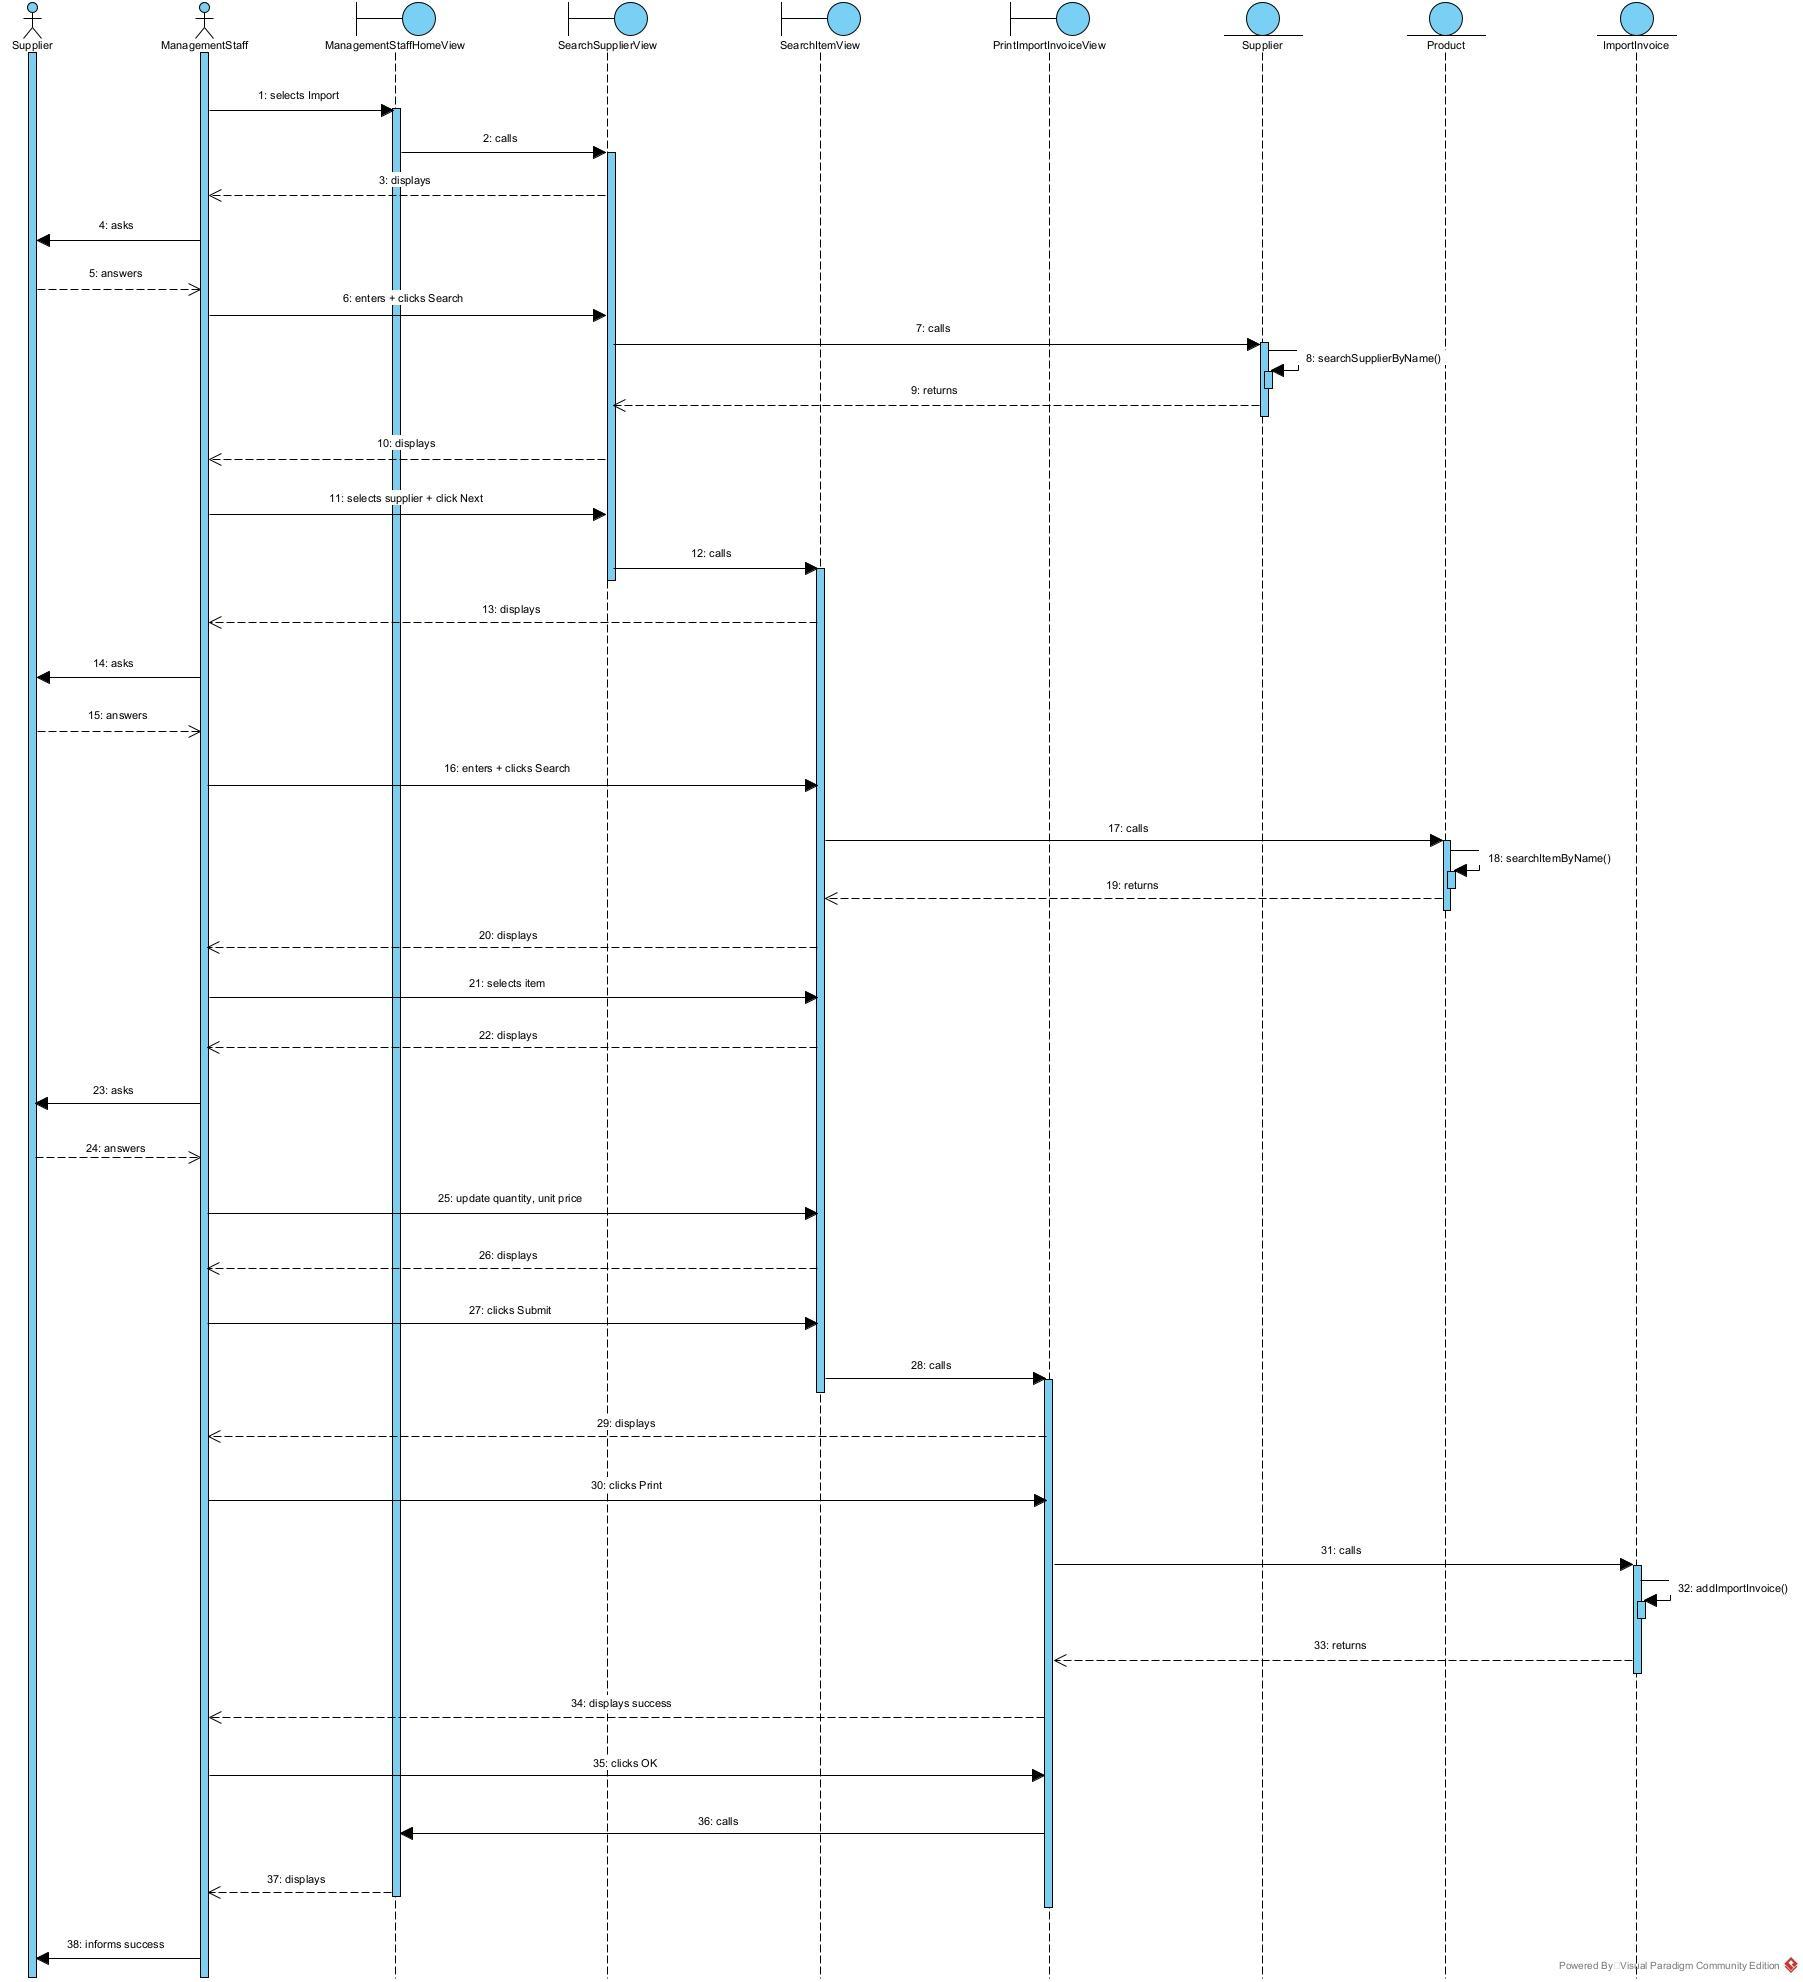 Supplier
ManagementStaff
ManagementStaffHomeView
SearchSupplierView
SearchItemView
PrintImportInvoiceView
Supplier
Product
ImportInvoice
1: selects Import
2: calls
3: displays
4: asks
5: answers
6: enters + clicks Search
7: calls
8: searchSupplierByName()
9: returns
10: displays
11: selects supplier + click Next
12: calls
13: displays
14: asks
15: answers
16: enters + clicks Search
17: calls
18: searchItemByName()
19: returns
20: displays
21: selects item
22: displays
23: asks
24: answers
25: update quantity, unit price
26: displays
27: clicks Submit
28: calls
29: displays
30: clicks Print
31: calls
32: addImportInvoice()
33: returns
34: displays success
35: clicks OK
36: calls
37: displays
38: informs success
Powered By Visual Paradigm Community Edition